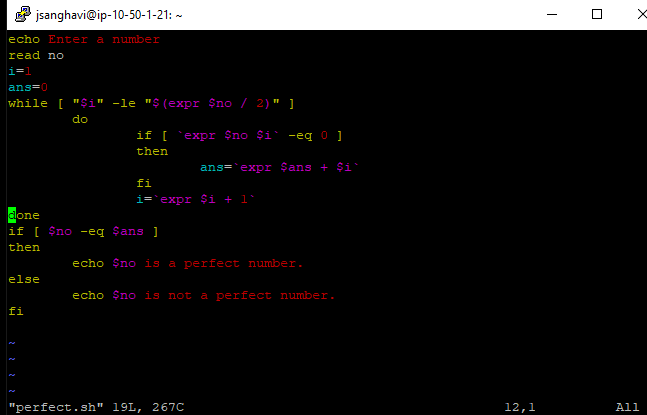 jsanghavi@ip-10-50-1-21: ~
echo Enter a number
read no
i=1
ans=0
while [ "$i" -le "$(expr $no / 2)" ]
        do
                if [ `expr $no $i` -eq 0 ]
                then
                        ans=`expr $ans + $i`
                fi
                i=`expr $i + 1`
done
if [ $no -eq $ans ]
then
        echo $no is a perfect number.
else
        echo $no is not a perfect number.
fi
~
~
~
~
"perfect.sh" 19L, 267C 12,1 All